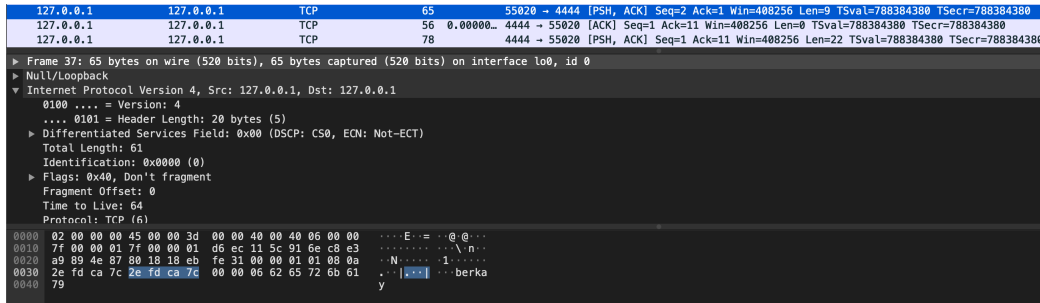 127.0.0.1 127.0.0.1 TCP 65 55020 → 4444 [PSH, ACK] Seq=2 Ack=1 Win=408256 Len=9 TSval=788384380 TSecr=788384380
127.0.0.1 127.0.0.1 TCP 56 0.00000… 4444 → 55020 [ACK] Seq=1 Ack=11 Win=408256 Len=0 TSval=788384380 TSecr=788384380
127.0.0.1 127.0.0.1 TCP 78 4444 → 55020 [PSH, ACK] Seq=1 Ack=11 Win=408256 Len=22 TSval=788384380 TSecr=788384380
Frame 37: 65 bytes on wire (520 bits), 65 bytes captured (520 bits) on interface lo0, id 0
Null/Loopback
Internet Protocol Version 4, Src: 127.0.0.1, Dst: 127.0.0.1
0100 .... = Version: 4
.... 0101 = Header Length: 20 bytes (5)
Differentiated Services Field: 0x00 (DSCP: CS0, ECN: Not-ECT)
Total Length: 61
Identification: 0x0000 (0)
Flags: 0x40, Don't fragment
Fragment Offset: 0
Time to Live: 64
Protocol: TCP (6)
0000 02 00 00 00 45 00 00 3d 00 00 40 00 40 06 00 00 ····E··= ··@·@···
0010 7f 00 00 01 7f 00 00 01 d6 ec 11 5c 91 6e c8 e3 ········ ···\·n··
0020 a9 89 4e 87 80 18 18 eb fe 31 00 00 01 01 08 0a ··N····· ·1······
0030 2e fd ca 7c 2e fd ca 7c 00 00 06 62 65 72 6b 61 .··|.··| ···berka
0040 79 y